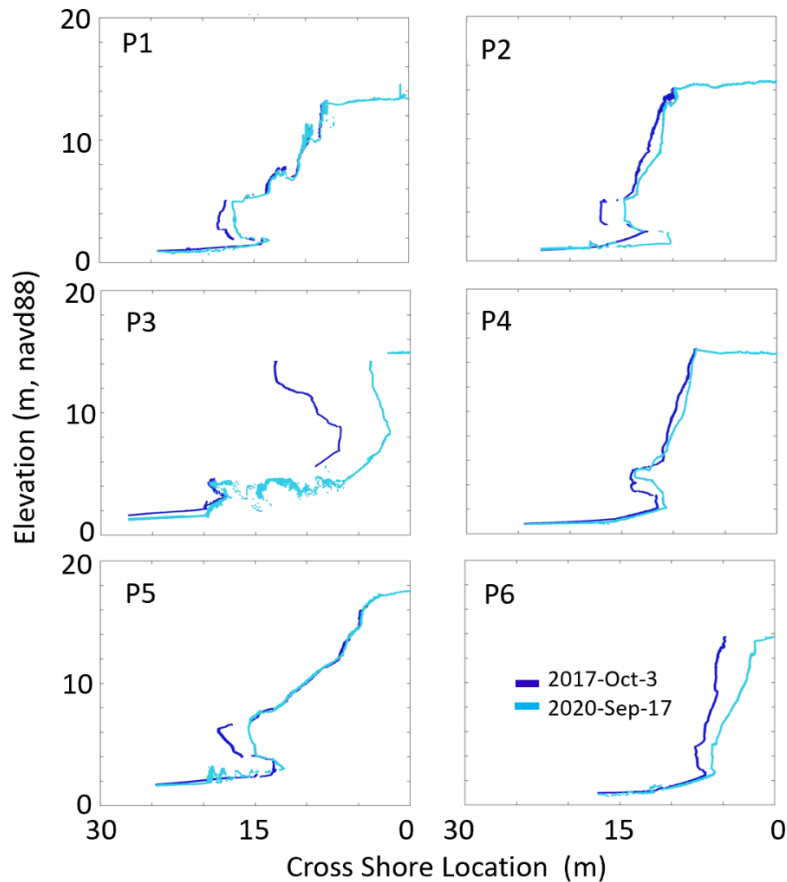 20
P1
P2
10
0
20
P3
P4
10
0
20
P5
P6
10
2017-Oct-3
2020-Sep-17
0
30
15
0
30
15
0
Elevation (m, navd88)
Cross Shore Location (m)